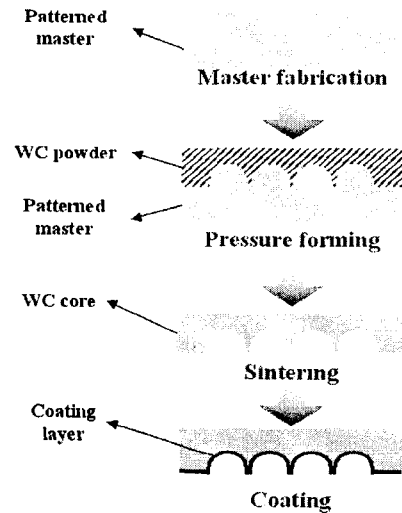 Patterned
master
Master fabrication
WC powder
Patterned
master
Pressure forming
WC core
Sintering
Coating
layer
Coating